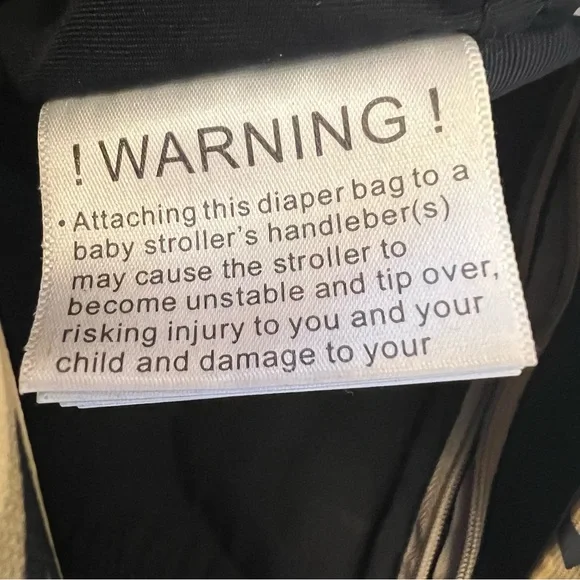 ! WARNING !
• Attaching this diaper bag to a
baby stroller's handleber(s)
may cause the stroller to
become unstable and tip over,
risking injury to you and your
child and damage to your